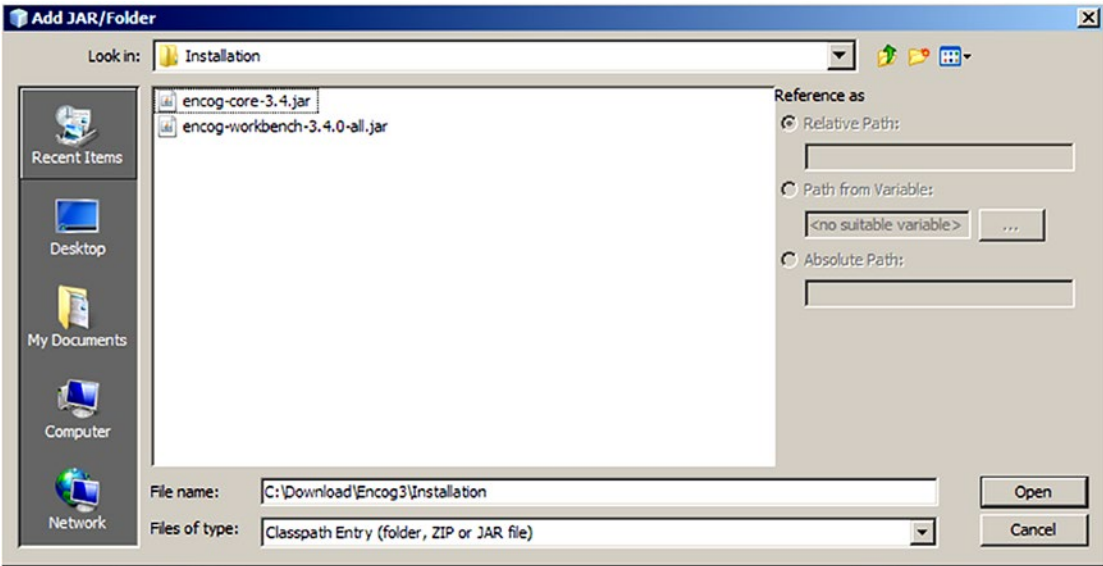 Add JAR/Folder
Look in: Installation
encog-core-3.4.jar
encog-workbench-3.4.0-all.jar
Recent Items
Desktop
My Documents
Computer
Network
Reference as
Relative Path:
Path from Variable:
<no suitable variable> ...
Absolute Path:
File name: C:\Download\Encog3\Installation Open
Files of type: Classpath Entry (folder, ZIP or JAR file) Cancel